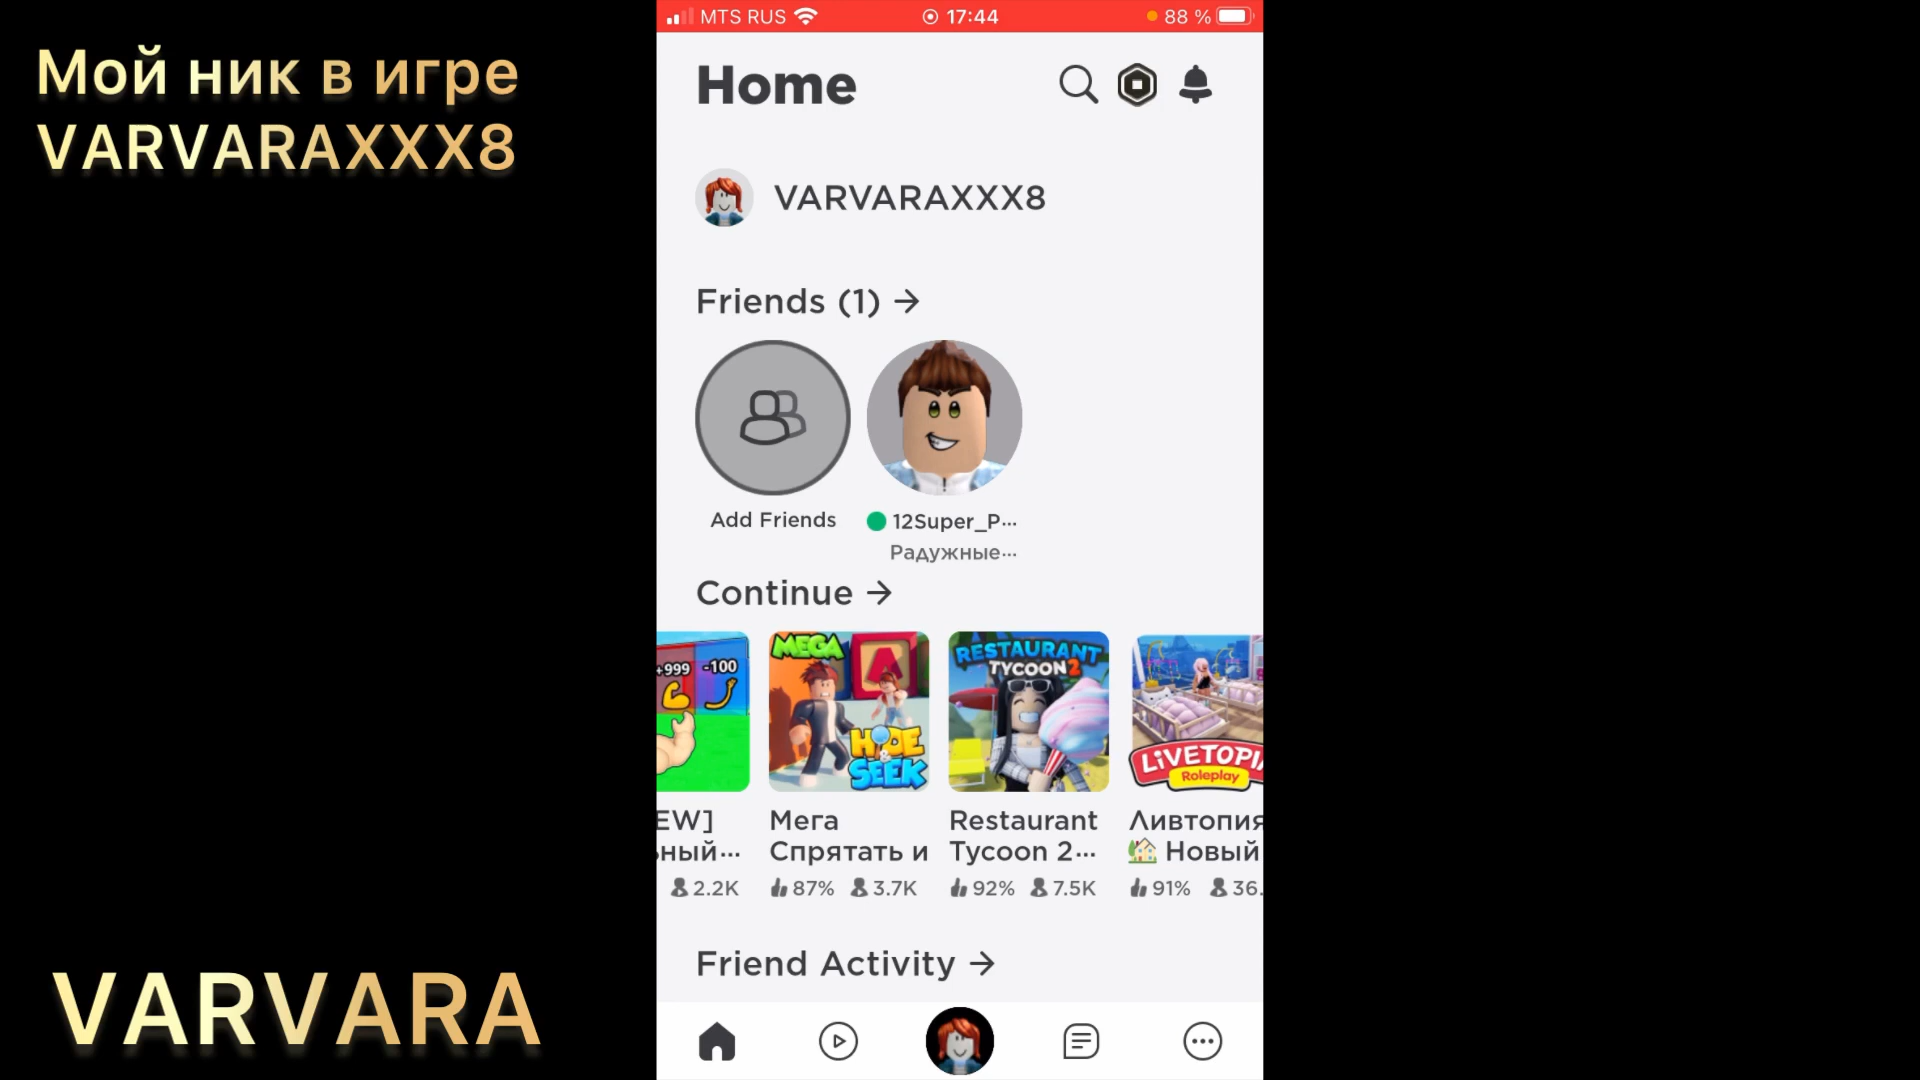 Мой ник в игре
VARVARAXXX8
MTS RUS
17:44
88 %
Home
VARVARAXXX8
Friends (1)
Add Friends
12Super_P...
Радужные...
Continue
+999 -100
MEGA
A
HIDE & SEEK
RESTAURANT
TYCOON 2
LIVETOPI
Roleplay
EW]
ьный...
2.2K
Мега
Спрятать и
87% 3.7K
Restaurant
Tycoon 2...
92% 7.5K
Ливтопия
Новый
91% 36.
Friend Activity
VARVARA